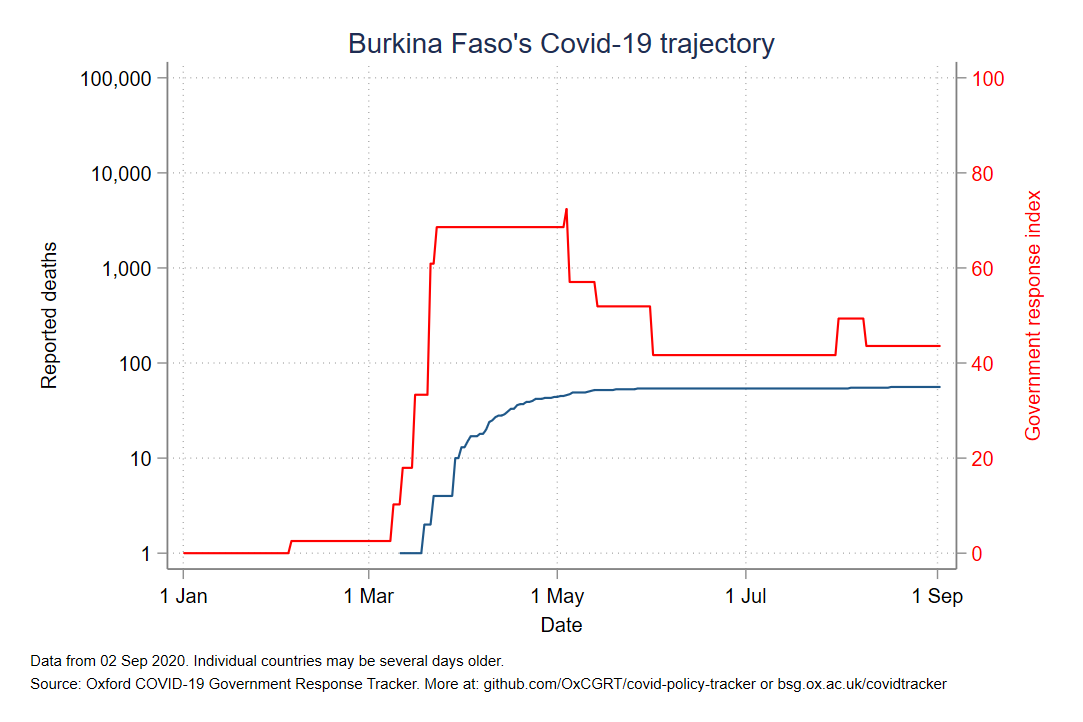 Burkina Faso's Covid-19 trajectory
100,000
10,000
1,000
100
10
1
Reported deaths
100
80
60
40
20
0
Government response index
1 Jan
1 Mar
1 May
1 Jul
1 Sep
Date
Data from 02 Sep 2020. Individual countries may be several days older.
Source: Oxford COVID-19 Government Response Tracker. More at: github.com/OxCGRT/covid-policy-tracker or bsg.ox.ac.uk/covidtracker